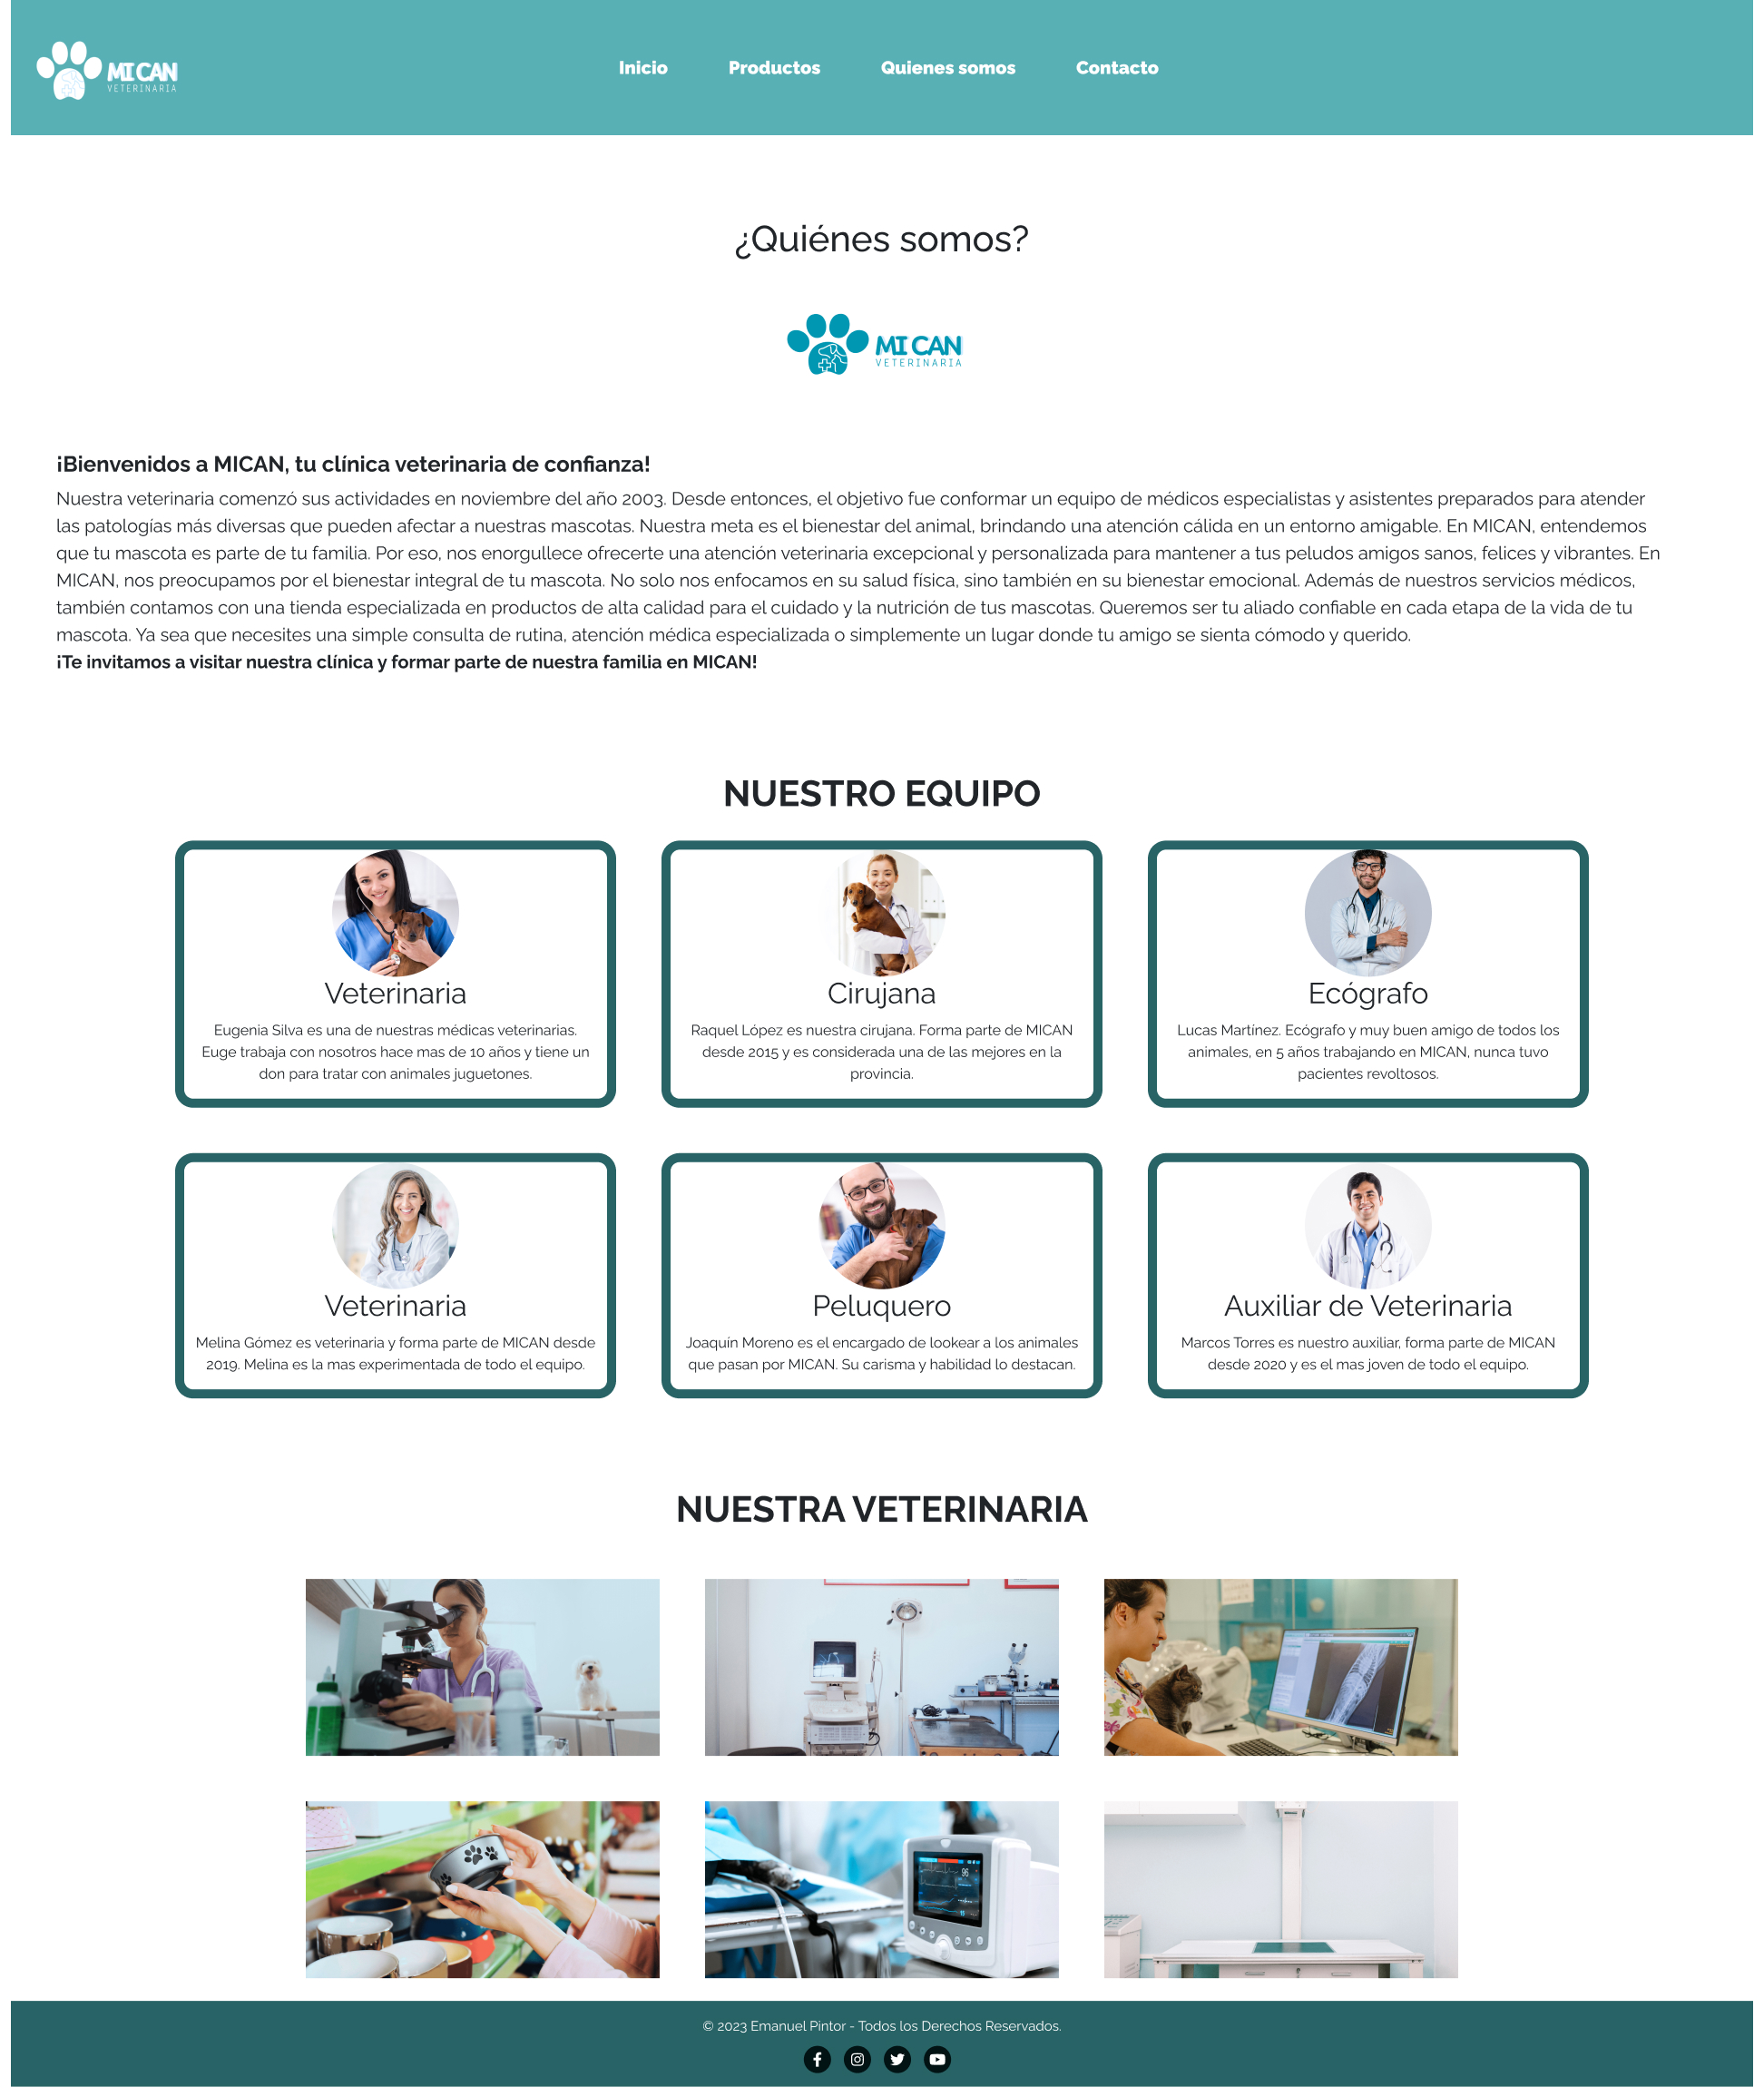 MI CAN
VETERINARIA
Inicio
Productos
Quienes somos
Contacto
¿Quiénes somos?
MI CAN
VETERINARIA
¡Bienvenidos a MICAN, tu clínica veterinaria de confianza!
Nuestra veterinaria comenzó sus actividades en noviembre del año 2003. Desde entonces, el objetivo fue conformar un equipo de médicos especialistas y asistentes preparados para atender
las patologías más diversas que pueden afectar a nuestras mascotas. Nuestra meta es el bienestar del animal, brindando una atención cálida en un entorno amigable. En MICAN, entendemos
que tu mascota es parte de tu familia. Por eso, nos enorgullece ofrecerte una atención veterinaria excepcional y personalizada para mantener a tus peludos amigos sanos, felices y vibrantes. En
MICAN, nos preocupamos por el bienestar integral de tu mascota. No solo nos enfocamos en su salud física, sino también en su bienestar emocional. Además de nuestros servicios médicos,
también contamos con una tienda especializada en productos de alta calidad para el cuidado y la nutrición de tus mascotas. Queremos ser tu aliado confiable en cada etapa de la vida de tu
mascota. Ya sea que necesites una simple consulta de rutina, atención médica especializada o simplemente un lugar donde tu amigo se sienta cómodo y querido.
¡Te invitamos a visitar nuestra clínica y formar parte de nuestra familia en MICAN!
NUESTRO EQUIPO
Veterinaria
Eugenia Silva es una de nuestras médicas veterinarias.
Euge trabaja con nosotros hace mas de 10 años y tiene un
don para tratar con animales juguetones.
Cirujana
Raquel López es nuestra cirujana. Forma parte de MICAN
desde 2015 y es considerada una de las mejores en la
provincia.
Ecógrafo
Lucas Martínez. Ecógrafo y muy buen amigo de todos los
animales, en 5 años trabajando en MICAN, nunca tuvo
pacientes revoltosos.
Veterinaria
Melina Gómez es veterinaria y forma parte de MICAN desde
2019. Melina es la mas experimentada de todo el equipo.
Peluquero
Joaquín Moreno es el encargado de lookear a los animales
que pasan por MICAN. Su carisma y habilidad lo destacan.
Auxiliar de Veterinaria
Marcos Torres es nuestro auxiliar, forma parte de MICAN
desde 2020 y es el mas joven de todo el equipo.
NUESTRA VETERINARIA
96
© 2023 Emanuel Pintor - Todos los Derechos Reservados.